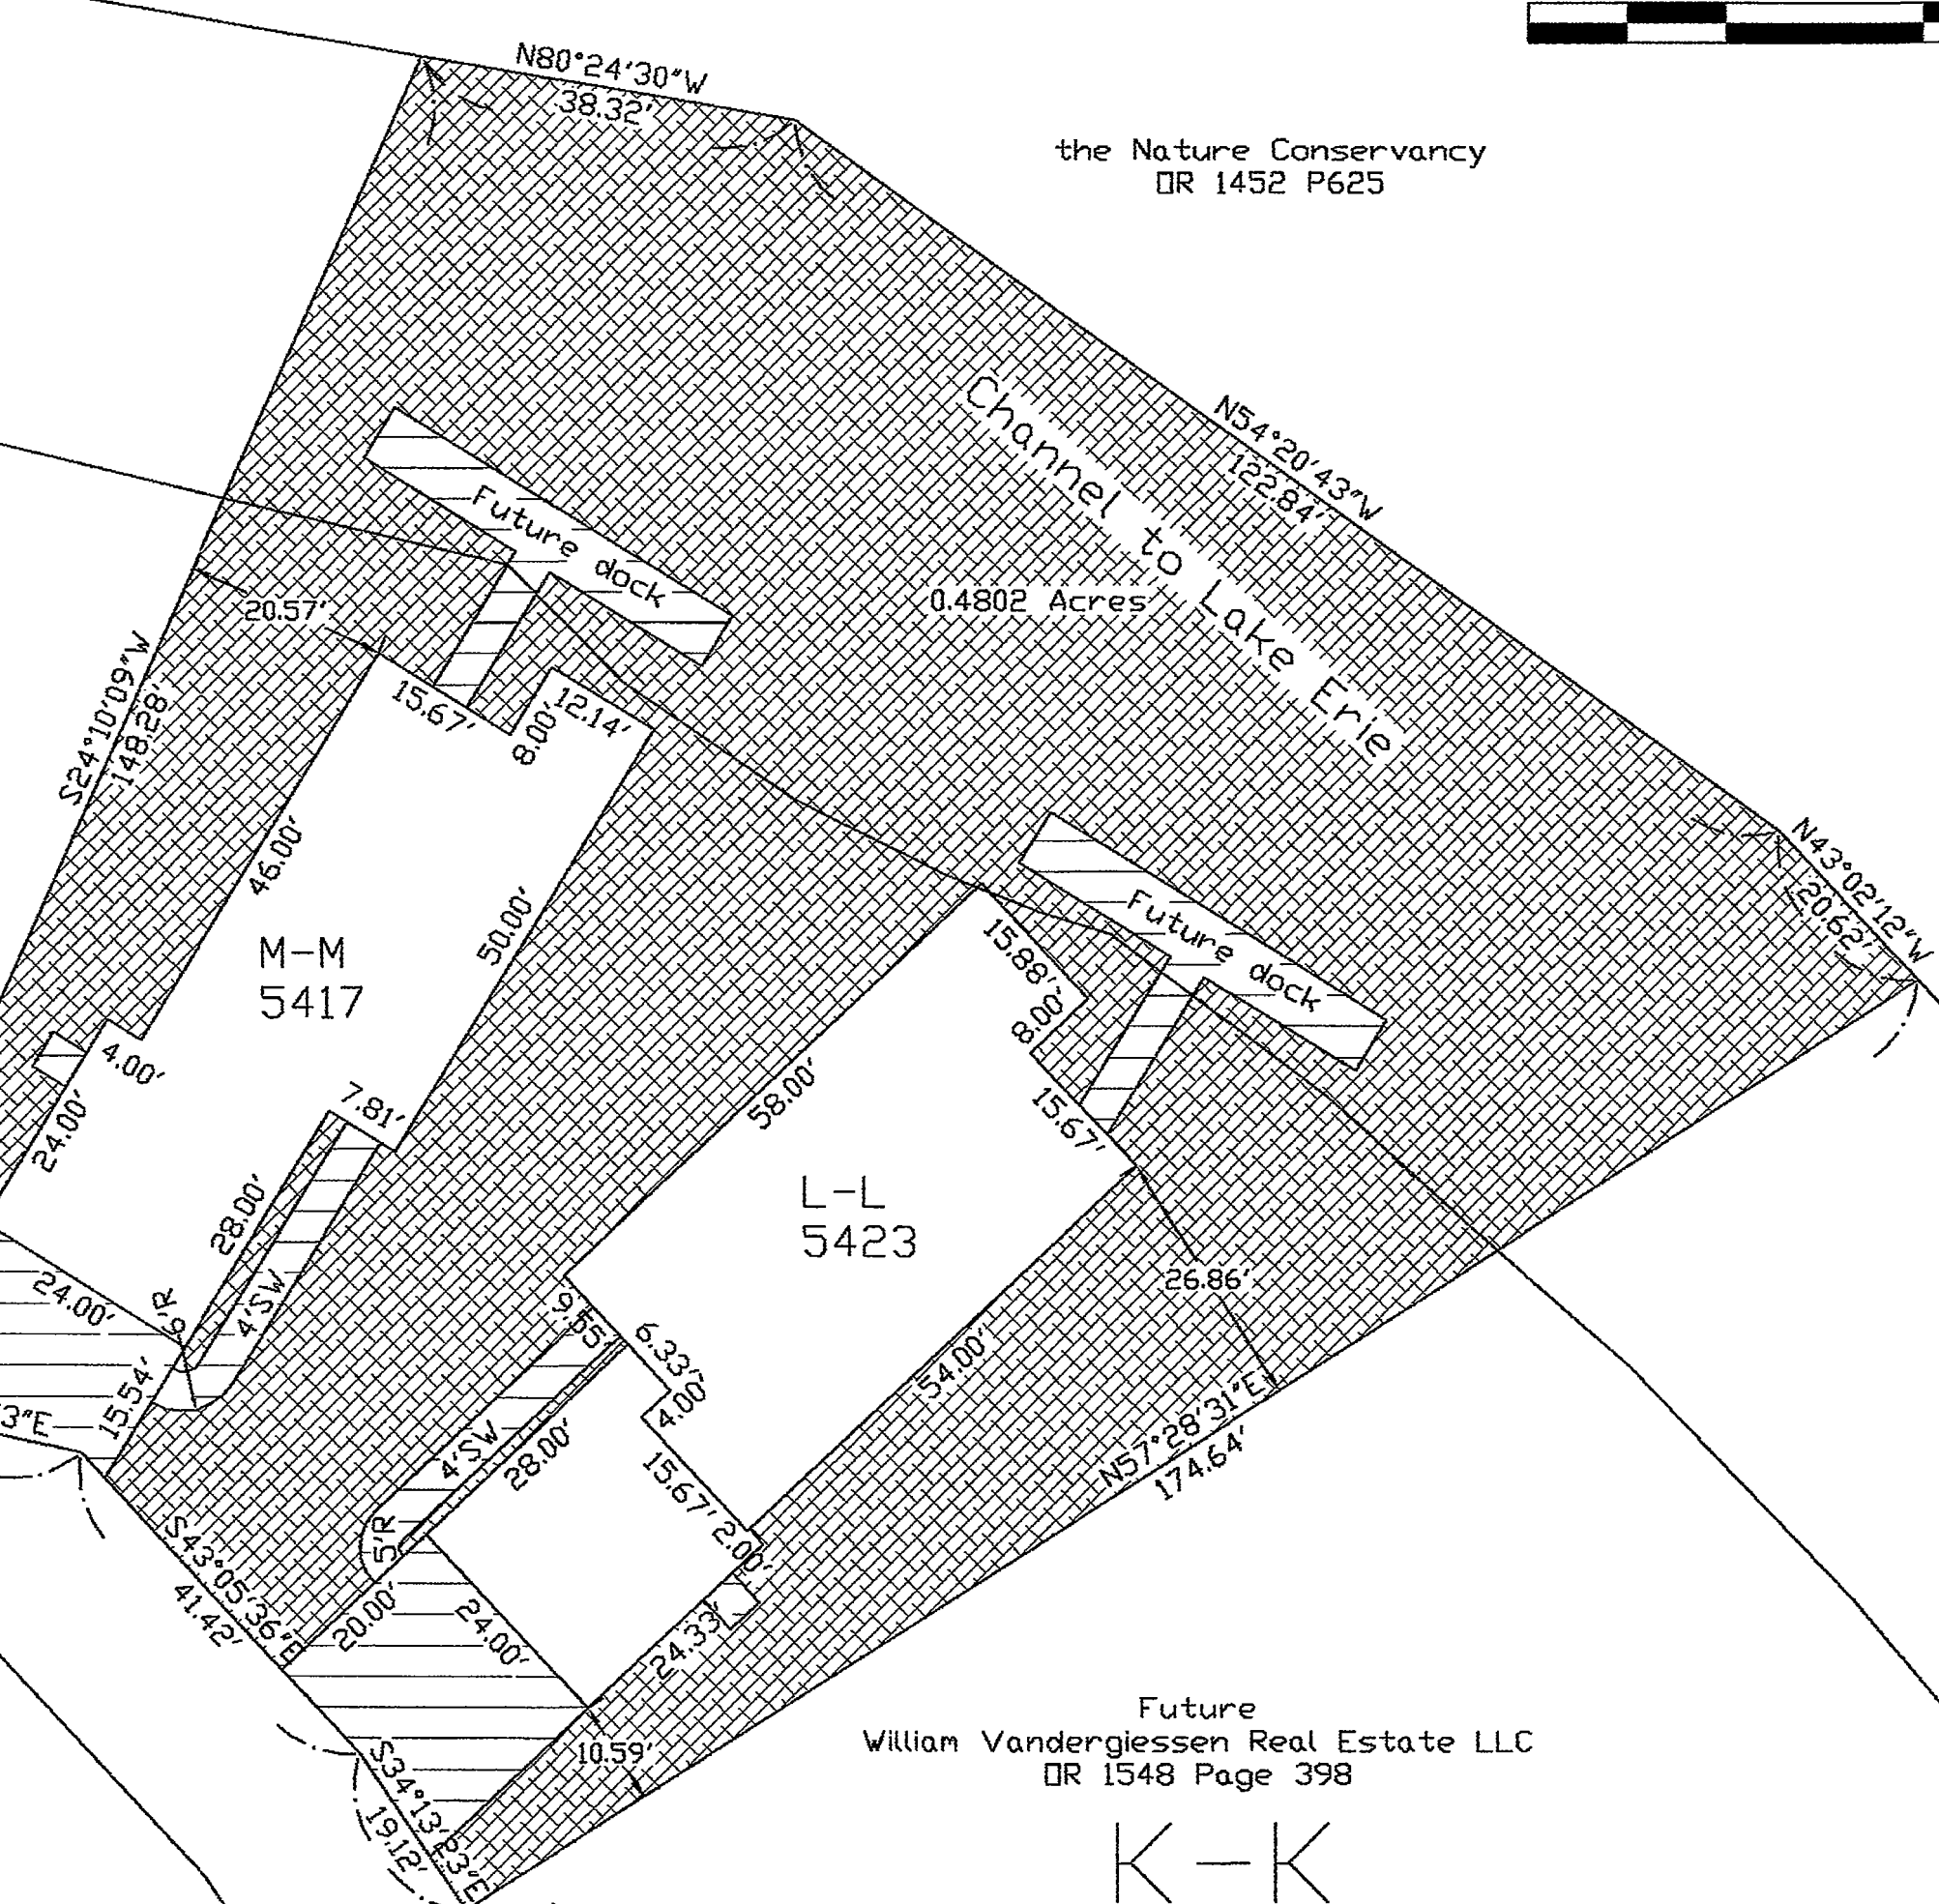 N80°24'30"W
38.32'
the Nature Conservancy
OR 1452 P625
Channel to Lake Erie
N54°20'43"W
122.84'
Future dock
0.4802 Acres
20.57'
S24°10'09"W
148.28'
15.67'
8.00'
12.14'
46.00'
50.00'
M-M
5417
4.00'
24.00'
7.81'
28.00'
4'SW
6'R
24.00'
15.54'
3"E
N43°02'12"W
20.62'
Future dock
15.88'
8.00'
15.67'
58.00'
L-L
5423
26.86'
9.55'
6.33'
4.00'
54.00'
4'SW
28.00'
15.67'
2.00'
5'R
N57°28'31"E
174.64'
S43°05'36"E
41.42'
20.00'
24.00'
24.33'
10.59'
S34°13'23"E
19.12'
Future
William Vandergiessen Real Estate LLC
OR 1548 Page 398
K-K